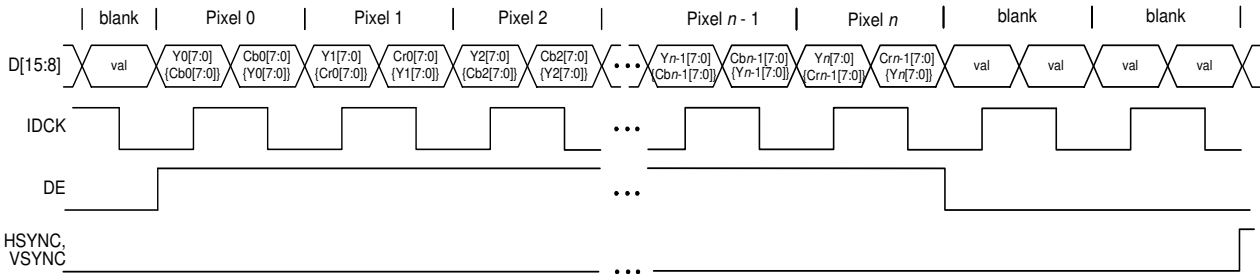 | blank | Pixel 0 | Pixel 1 | Pixel 2 | Pixel n - 1 | Pixel n | blank | blank |
D[15:8] val Y0[7:0] Cb0[7:0] Y1[7:0] Cr0[7:0] Y2[7:0] Cb2[7:0] ••• Yn-1[7:0] Cbn-1[7:0] Yn[7:0] Crn-1[7:0] val val val val
{Cb0[7:0]} {Y0[7:0]} {Cr0[7:0]} {Y1[7:0]} {Cb2[7:0]} {Y2[7:0]} {Cbn-1[7:0]} {Yn-1[7:0]} {Crn-1[7:0]} {Yn[7:0]}
IDCK •••
DE •••
HSYNC,
VSYNC •••